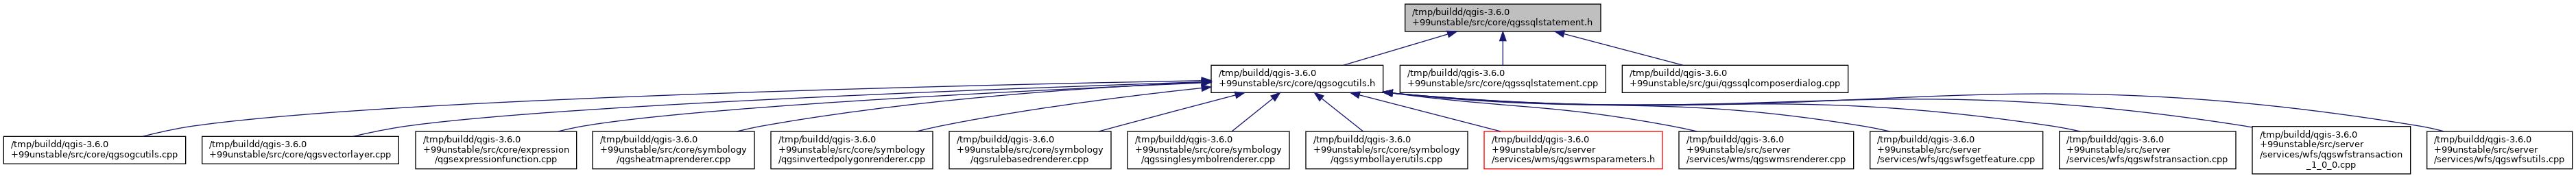 /tmp/buildd/qgis-3.6.0
+99unstable/src/core/qgssqlstatement.h
/tmp/buildd/qgis-3.6.0
+99unstable/src/core/qgsogcutils.h
/tmp/buildd/qgis-3.6.0
+99unstable/src/core/qgssqlstatement.cpp
/tmp/buildd/qgis-3.6.0
+99unstable/src/gui/qgssqlcomposerdialog.cpp
/tmp/buildd/qgis-3.6.0
+99unstable/src/core/qgsogcutils.cpp
/tmp/buildd/qgis-3.6.0
+99unstable/src/core/qgsvectorlayer.cpp
/tmp/buildd/qgis-3.6.0
+99unstable/src/core/expression
/qgsexpressionfunction.cpp
/tmp/buildd/qgis-3.6.0
+99unstable/src/core/symbology
/qgsheatmaprenderer.cpp
/tmp/buildd/qgis-3.6.0
+99unstable/src/core/symbology
/qgsinvertedpolygonrenderer.cpp
/tmp/buildd/qgis-3.6.0
+99unstable/src/core/symbology
/qgsrulebasedrenderer.cpp
/tmp/buildd/qgis-3.6.0
+99unstable/src/core/symbology
/qgssinglesymbolrenderer.cpp
/tmp/buildd/qgis-3.6.0
+99unstable/src/core/symbology
/qgssymbollayerutils.cpp
/tmp/buildd/qgis-3.6.0
+99unstable/src/server
/services/wms/qgswmsparameters.h
/tmp/buildd/qgis-3.6.0
+99unstable/src/server
/services/wms/qgswmsrenderer.cpp
/tmp/buildd/qgis-3.6.0
+99unstable/src/server
/services/wfs/qgswfsgetfeature.cpp
/tmp/buildd/qgis-3.6.0
+99unstable/src/server
/services/wfs/qgswfstransaction.cpp
/tmp/buildd/qgis-3.6.0
+99unstable/src/server
/services/wfs/qgswfstransaction
_1_0_0.cpp
/tmp/buildd/qgis-3.6.0
+99unstable/src/server
/services/wfs/qgswfsutils.cpp